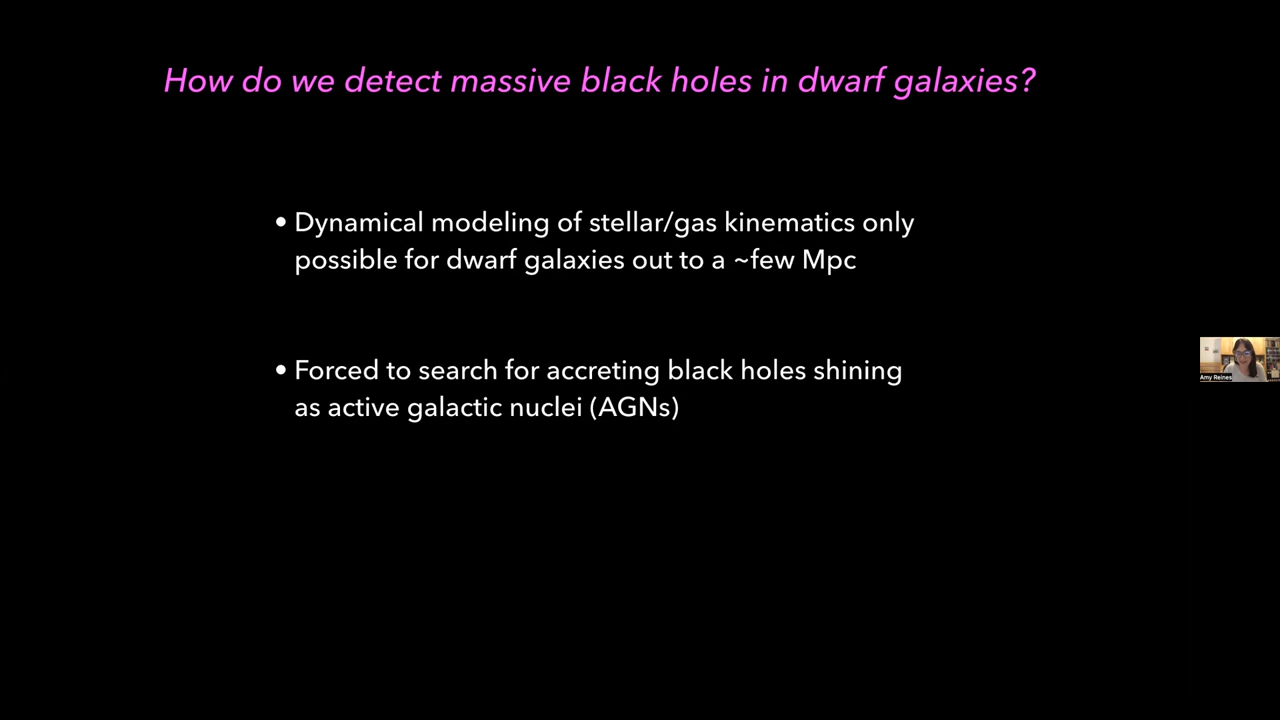 How do we detect massive black holes in dwarf galaxies?
• Dynamical modeling of stellar/gas kinematics only
possible for dwarf galaxies out to a ~few Mpc
• Forced to search for accreting black holes shining
as active galactic nuclei (AGNs)
Amy Reines